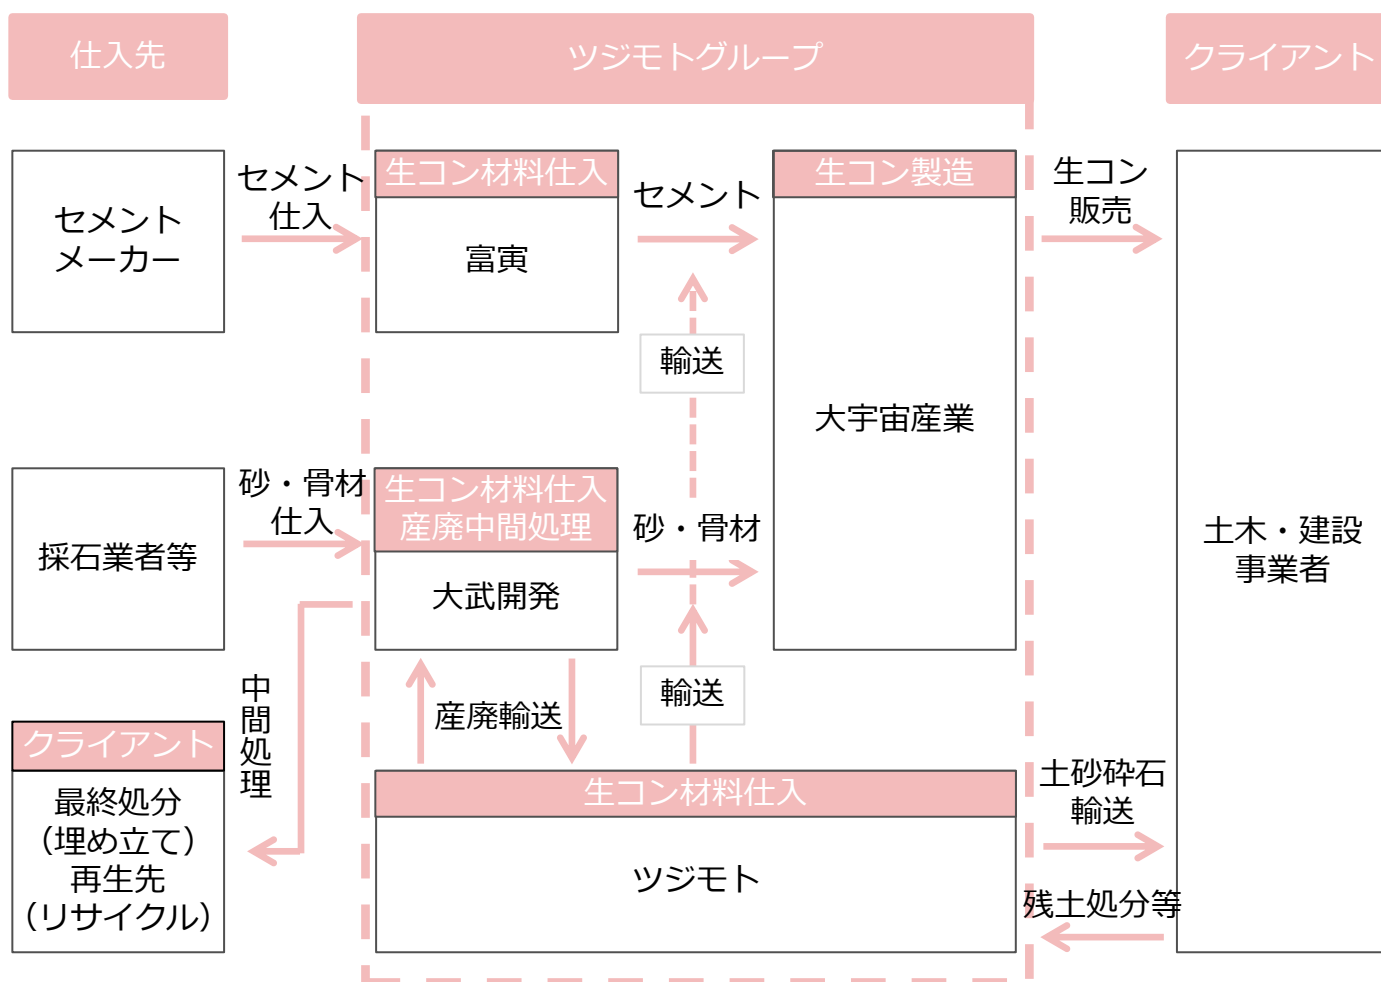 仕入先
ツジモトグループ
クライアント
セメント
メーカー
セメント
仕入
生コン材料仕入
富寅
セメント
生コン製造
大宇宙産業
生コン
販売
輸送
採石業者等
砂・骨材
仕入
生コン材料仕入
産廃中間処理
大武開発
砂・骨材
土木・建設
事業者
中間処理
産廃輸送
輸送
クライアント
最終処分
（埋め立て）
再生先
（リサイクル）
生コン材料仕入
ツジモト
土砂砕石
輸送
残土処分等